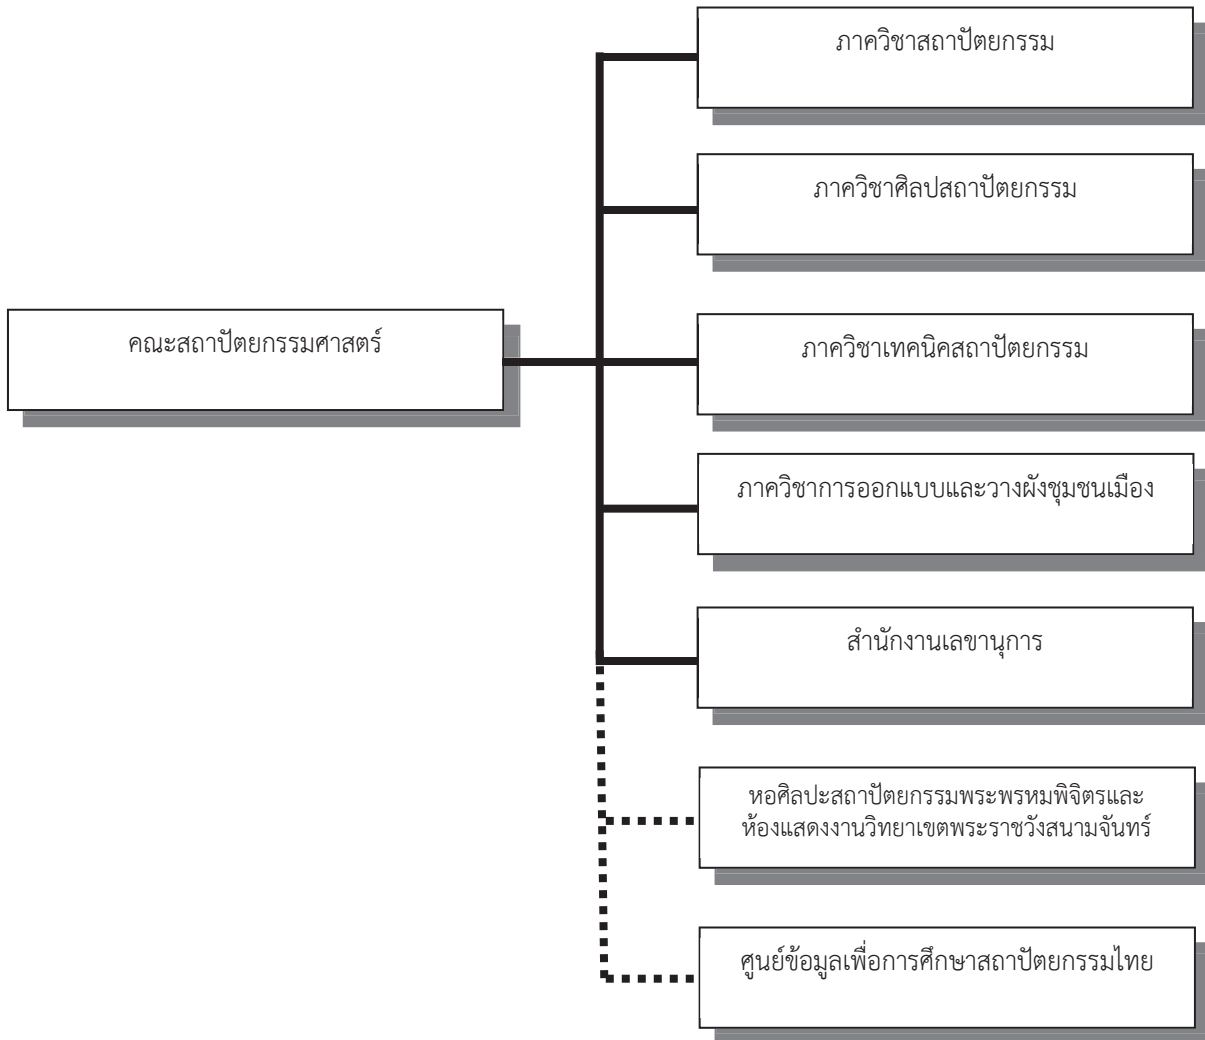 ภาควิชาสถาปัตยกรรม
ภาควิชาศิลปสถาปัตยกรรม
คณะสถาปัตยกรรมศาสตร์
ภาควิชาเทคนิคสถาปัตยกรรม
ภาควิชาการออกแบบและวางผังชุมชนเมือง
สำนักงานเลขานุการ
หอศิลปะสถาปัตยกรรมพระพรหมพิจิตรและ
ห้องแสดงงานวิทยาเขตพระราชวังสนามจันทร์
ศูนย์ข้อมูลเพื่อการศึกษาสถาปัตยกรรมไทย